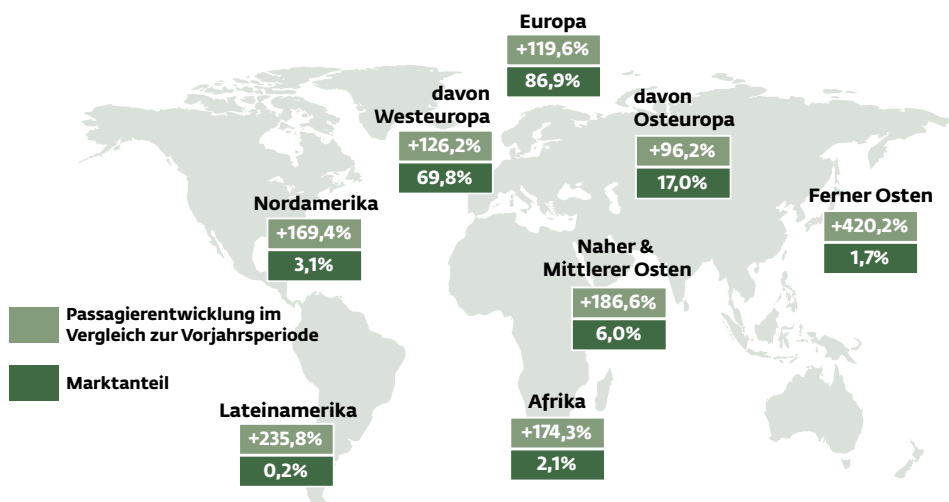 Europa
+119,6%
86,9%
davon
Westeuropa
+126,2%
69,8%
davon
Osteuropa
+96,2%
17,0%
Nordamerika
+169,4%
3,1%
Ferner Osten
+420,2%
1,7%
Naher &
Mittlerer Osten
+186,6%
6,0%
Passagierentwicklung im
Vergleich zur Vorjahrsperiode
Marktanteil
Lateinamerika
+235,8%
0,2%
Afrika
+174,3%
2,1%